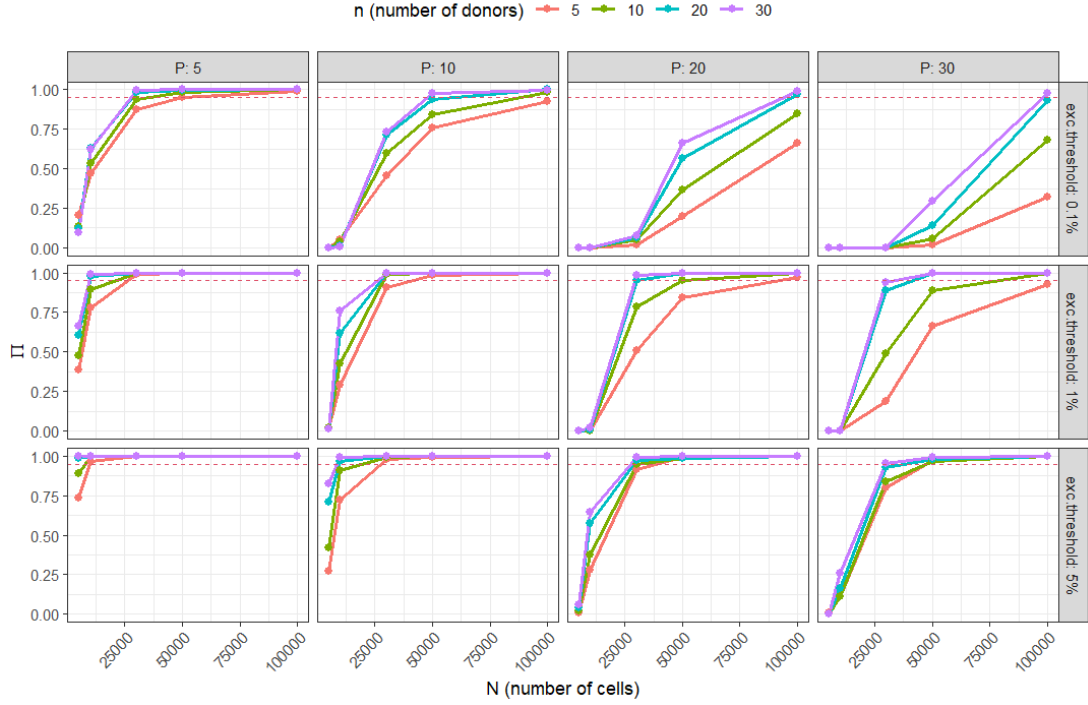 n (number of donors) 5 10 20 30
P: 5 P: 10 P: 20 P: 30
1.00
0.75
0.50
0.25
0.00
exc.threshold: 0.1%
1.00
0.75
0.50
0.25
0.00
exc.threshold: 1%
Π
1.00
0.75
0.50
0.25
0.00
exc.threshold: 5%
25000 50000 75000 100000 25000 50000 75000 100000 25000 50000 75000 100000 25000 50000 75000 100000
N (number of cells)